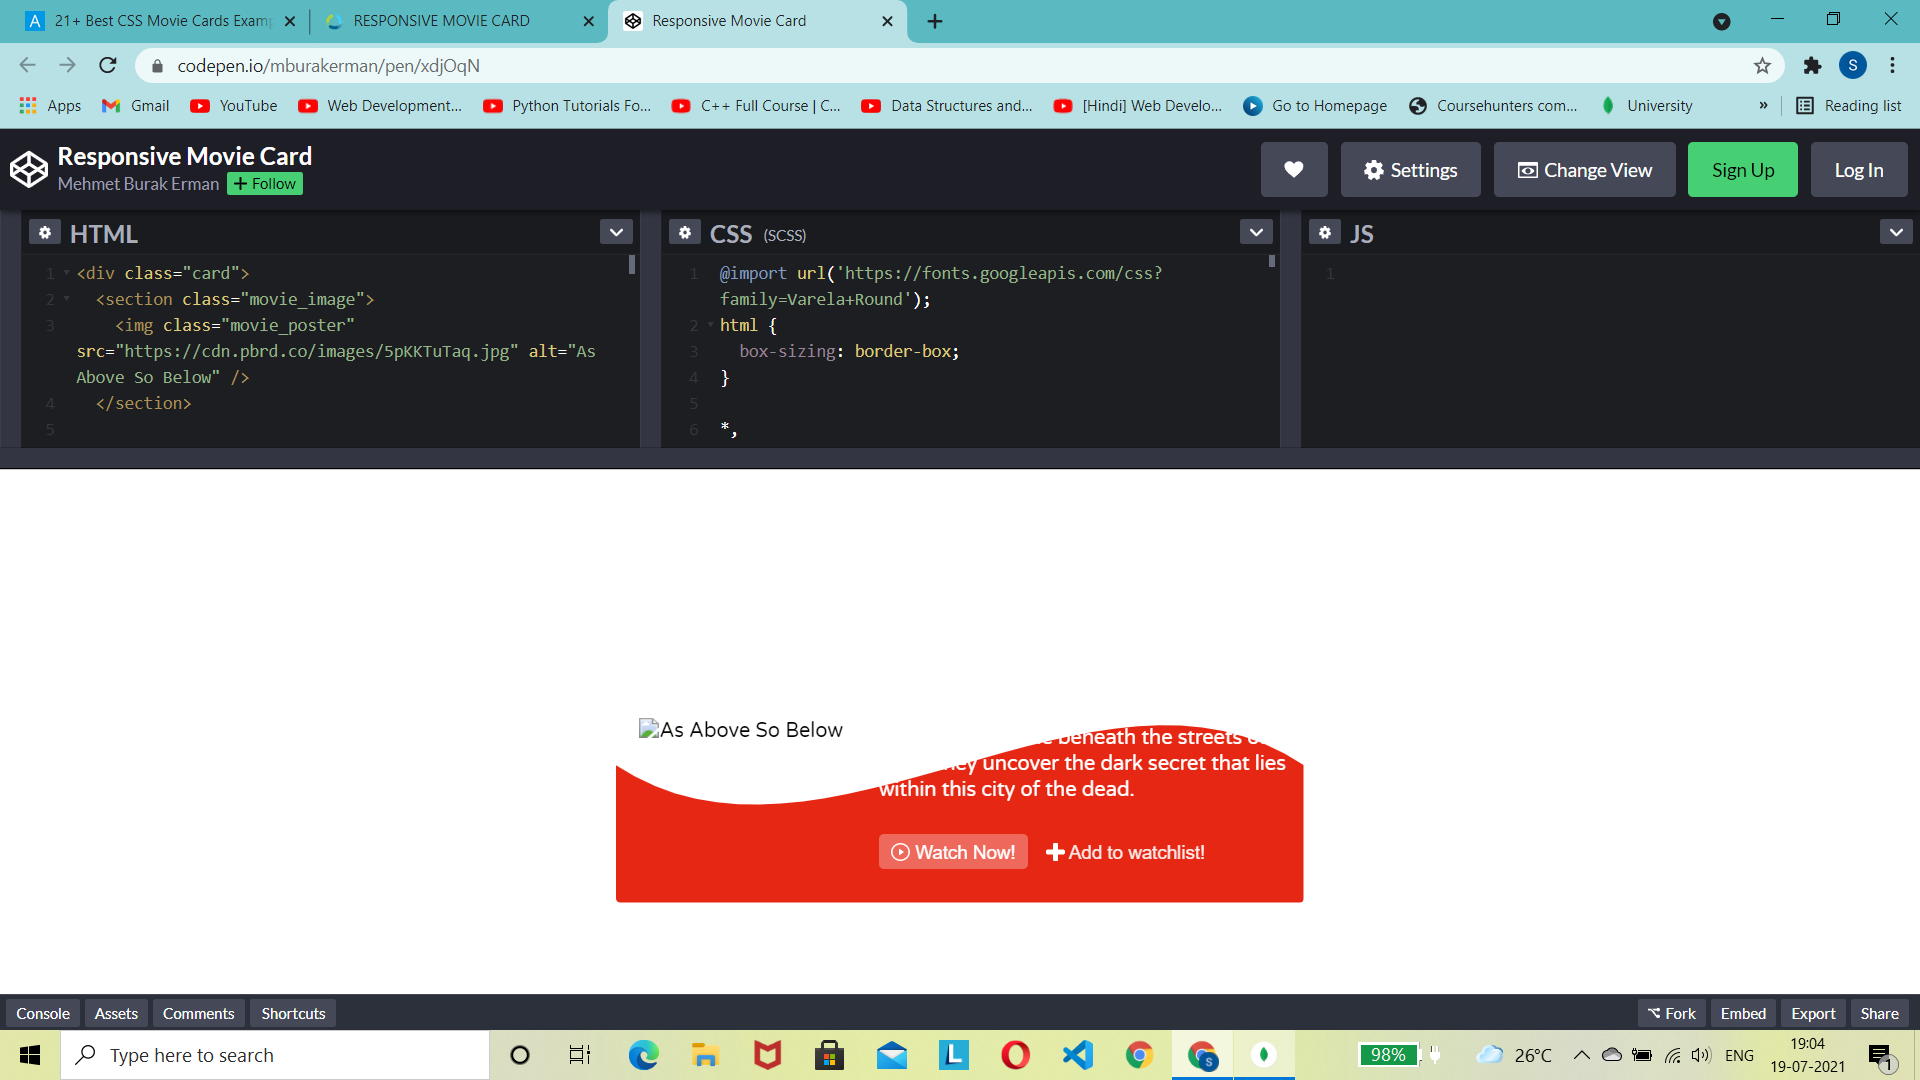 21+ Best CSS Movie Cards Exam
RESPONSIVE MOVIE CARD
Responsive Movie Card
codepen.io/mburakerman/pen/xdjOqN
S
Apps
Gmail
YouTube
Web Development...
Python Tutorials Fo...
C++ Full Course | C...
Data Structures and...
[Hindi] Web Develo...
Go to Homepage
Coursehunters com...
University
»
Reading list
Responsive Movie Card
Mehmet Burak Erman
+ Follow
Settings
Change View
Sign Up
Log In
HTML
1 <div class="card">
2 <section class="movie_image">
3 <img class="movie_poster"
src="https://cdn.pbrd.co/images/5pKKTuTaq.jpg" alt="As
Above So Below" />
4 </section>
5
CSS (SCSS)
1 @import url('https://fonts.googleapis.com/css?
family=Varela+Round');
2 html {
3 box-sizing: border-box;
4 }
5
6 *,
JS
1
As Above So Below
beneath the streets
uncover the dark secret that lies
within this city of the dead.
Watch Now!
Add to watchlist!
Console
Assets
Comments
Shortcuts
Fork
Embed
Export
Share
Type here to search
L
S
98%
26°C
ENG
19:04
19-07-2021
1